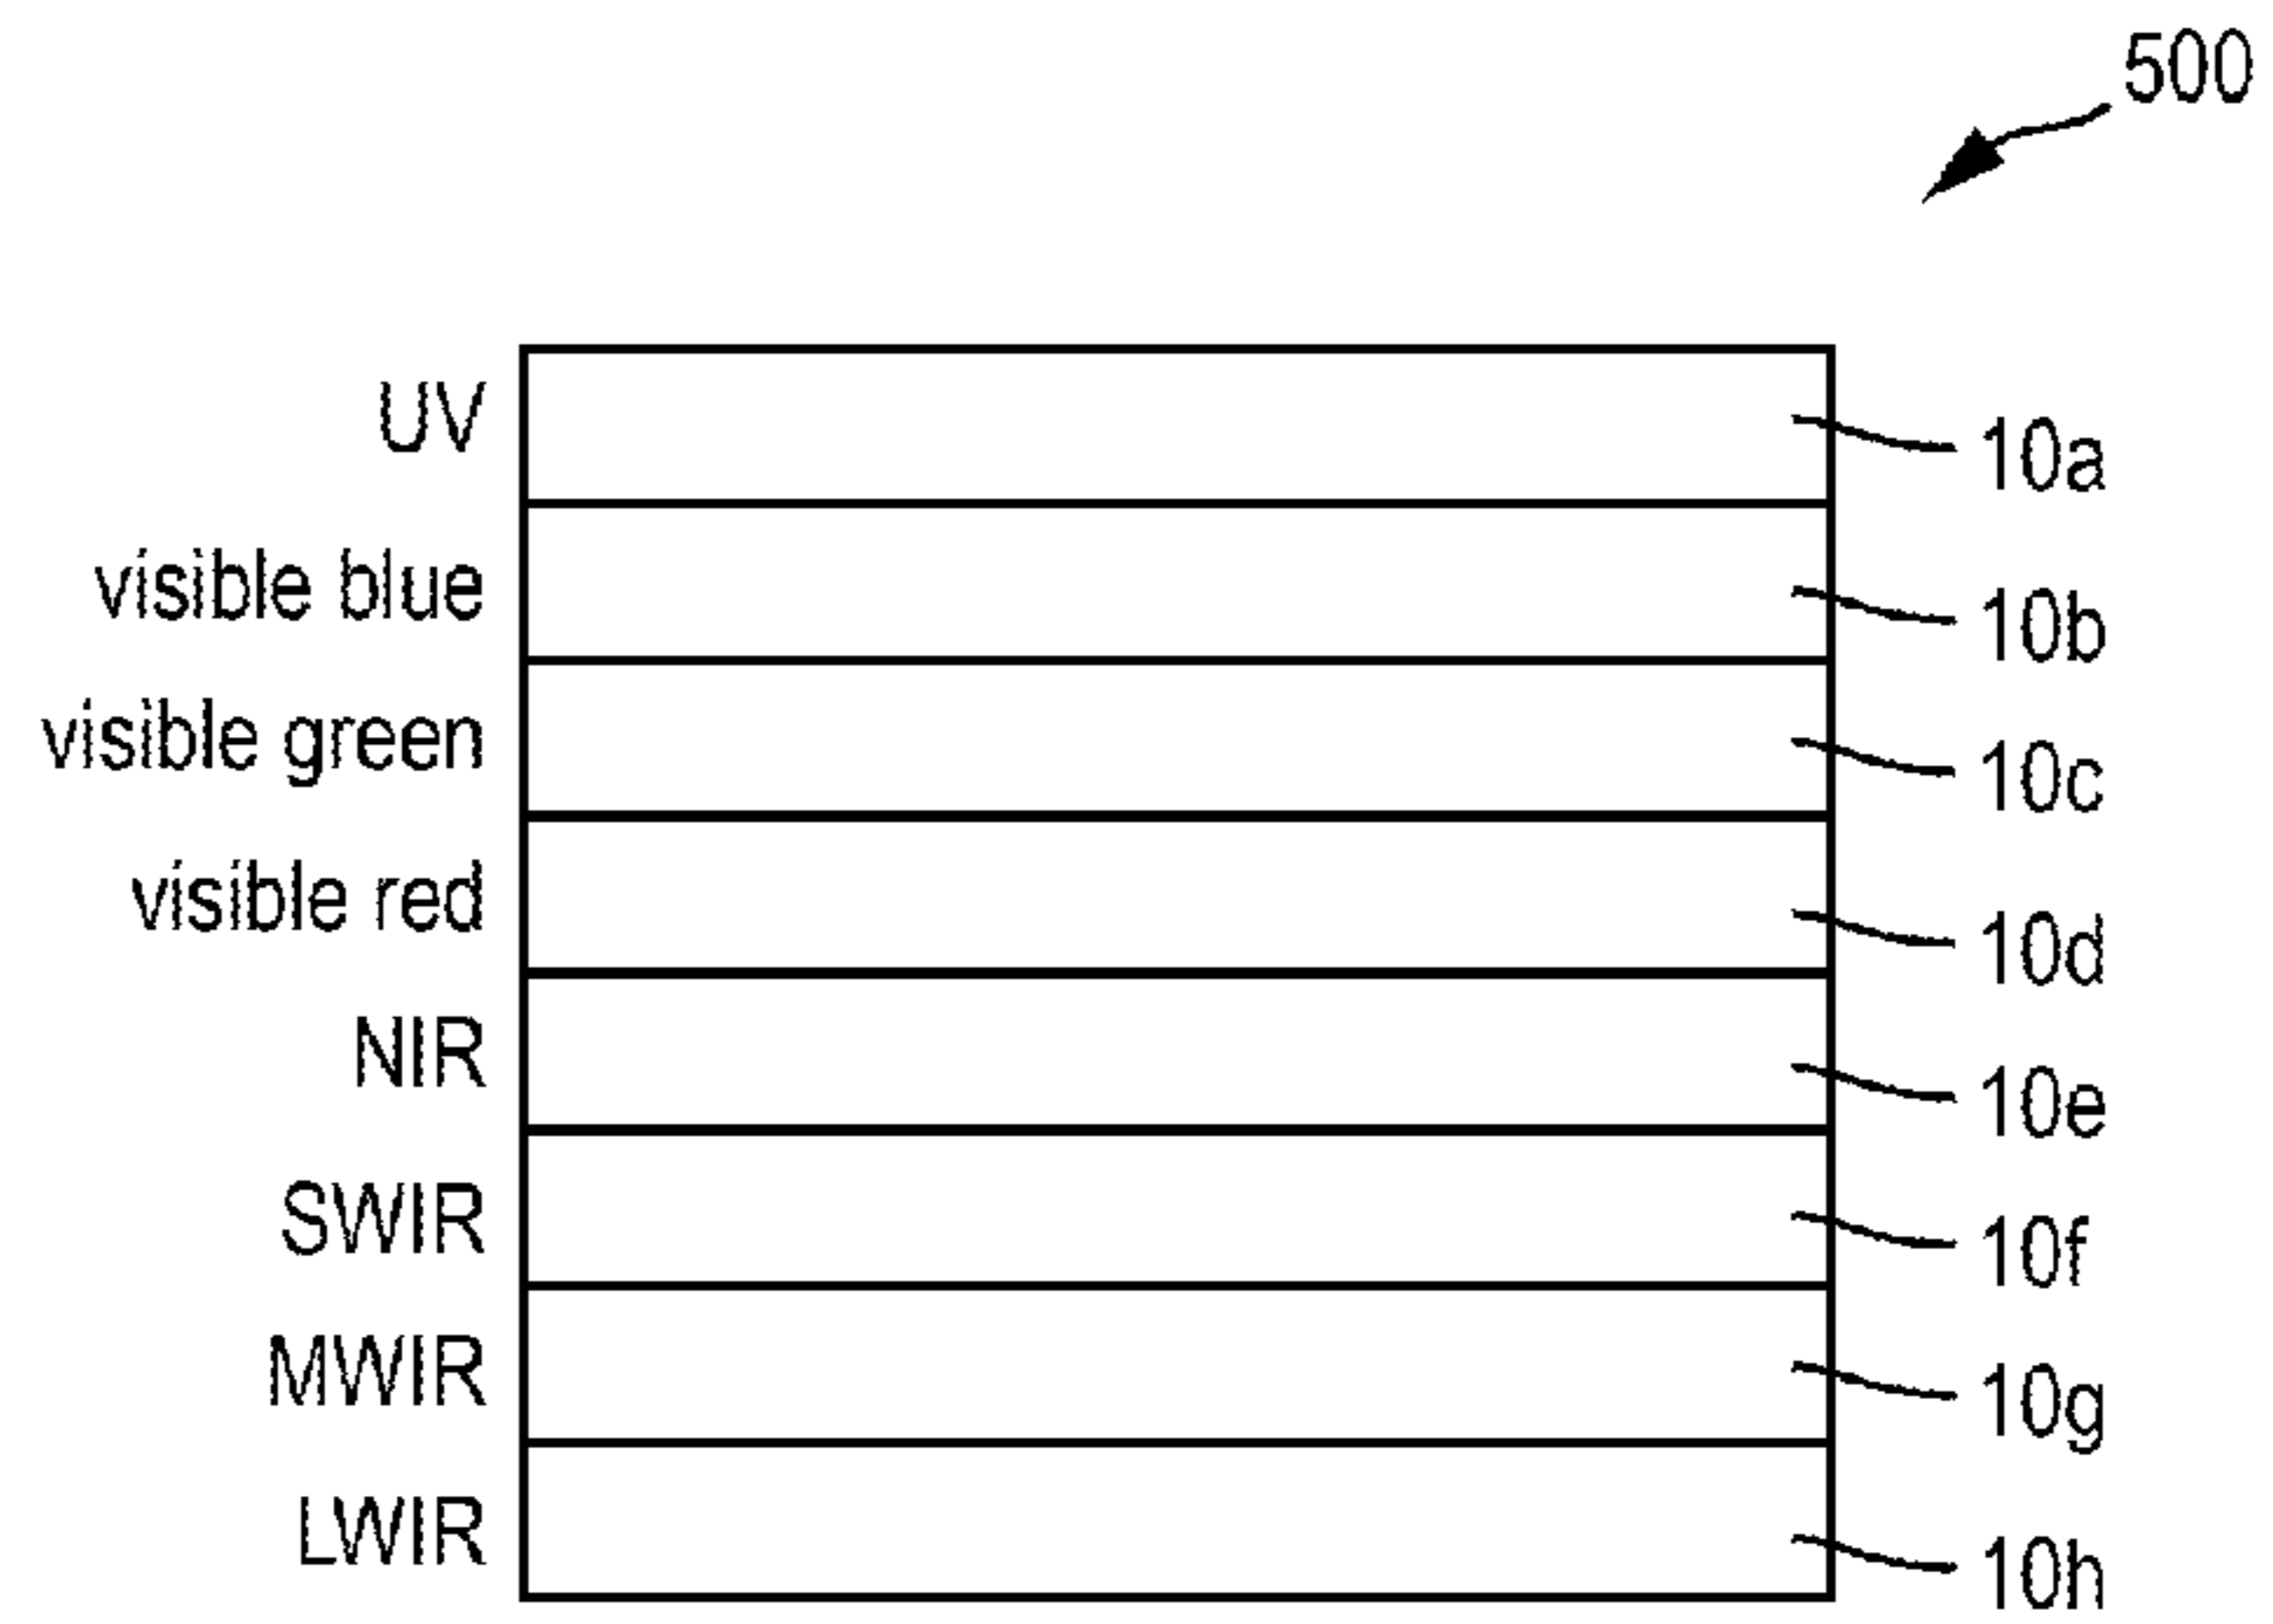 500
UV 10a
visible blue 10b
visible green 10c
visible red 10d
NIR 10e
SWIR 10f
MWIR 10g
LWIR 10h